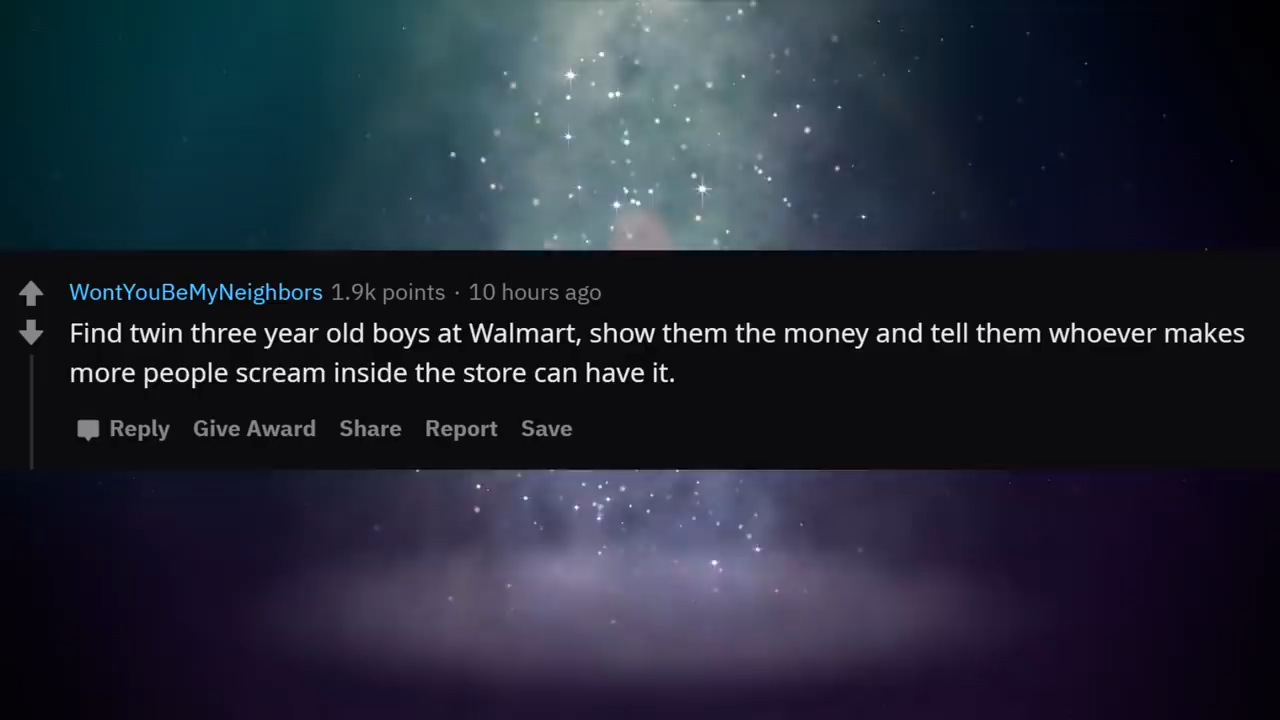 WontYouBeMyNeighbors 1.9k points · 10 hours ago
Find twin three year old boys at Walmart, show them the money and tell them whoever makes
more people scream inside the store can have it.
Reply Give Award Share Report Save